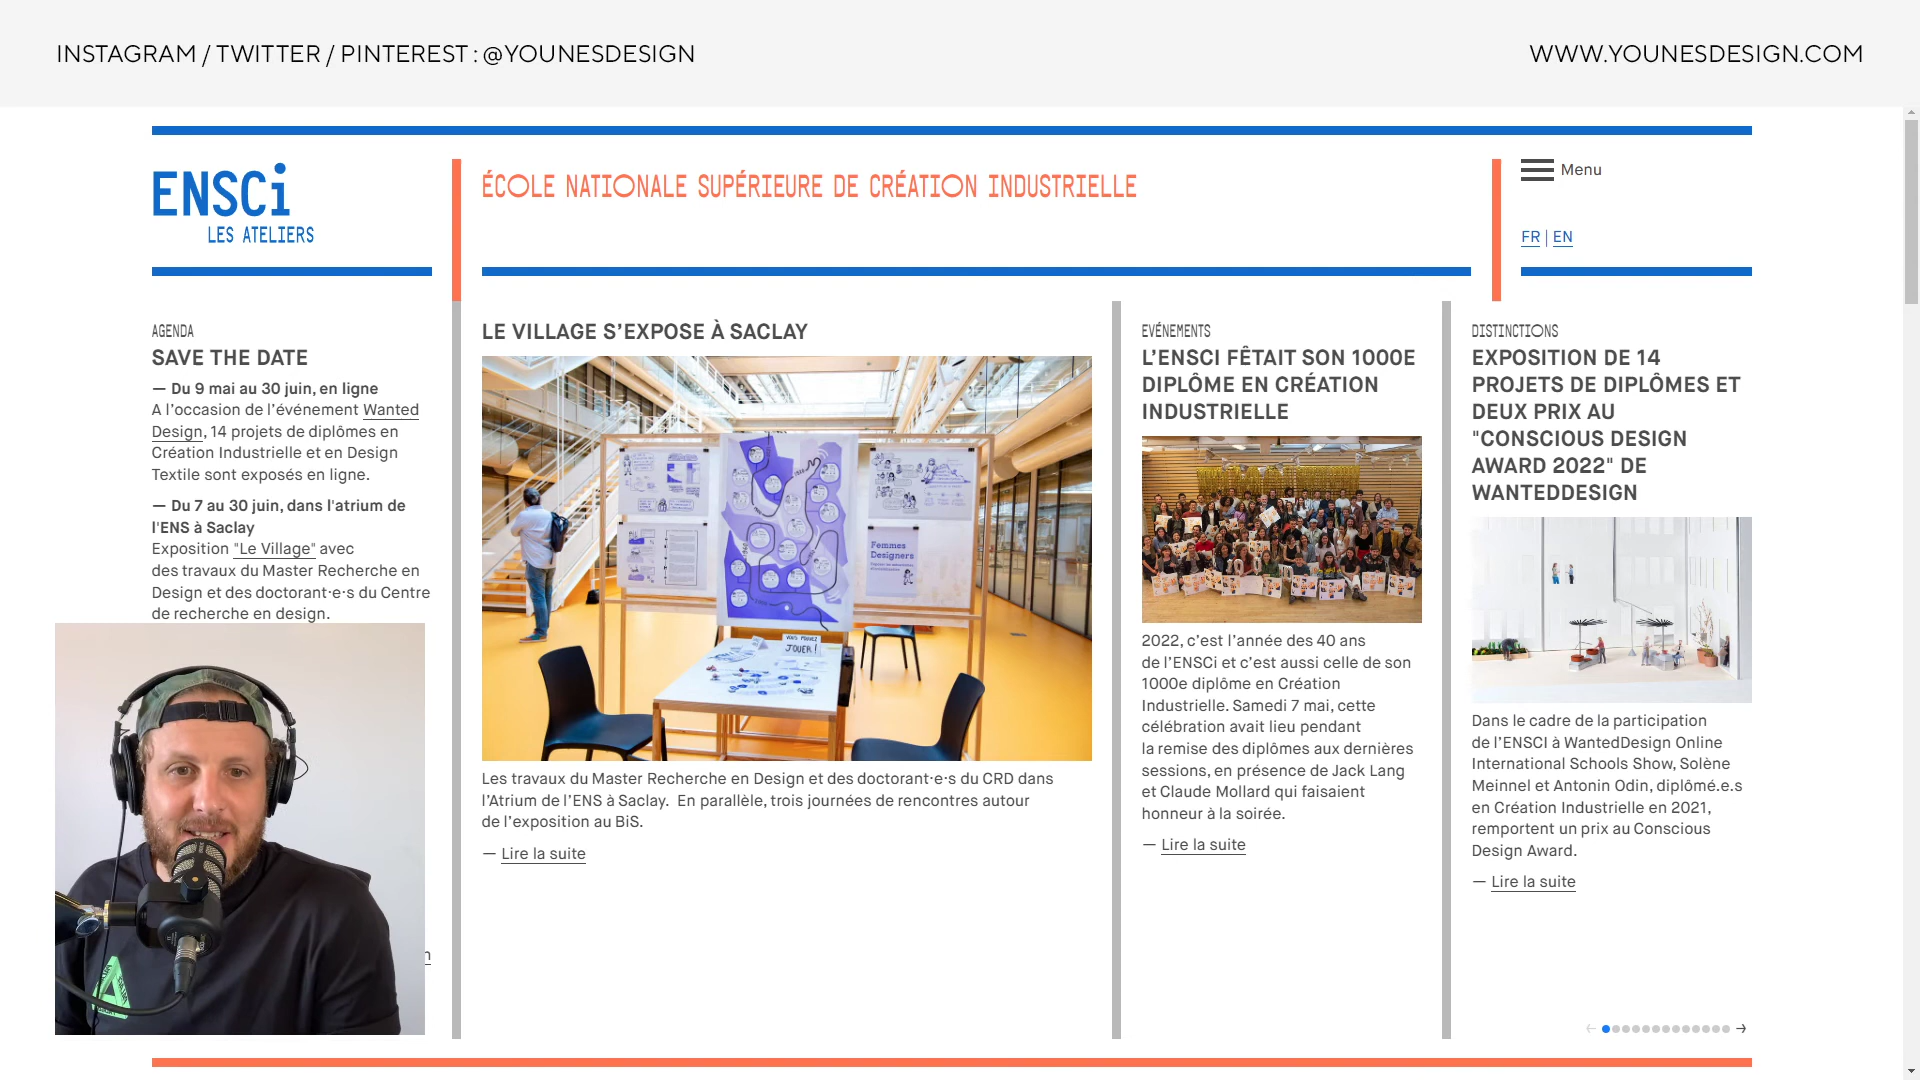 INSTAGRAM / TWITTER / PINTEREST : @YOUNESDESIGN
WWW.YOUNESDESIGN.COM
ENSCi
LES ATELIERS
ÉCOLE NATIONALE SUPÉRIEURE DE CRÉATION INDUSTRIELLE
Menu
FR | EN
AGENDA
SAVE THE DATE
— Du 9 mai au 30 juin, en ligne
A l’occasion de l’événement Wanted
Design, 14 projets de diplômes en
Création Industrielle et en Design
Textile sont exposés en ligne.
— Du 7 au 30 juin, dans l'atrium de
l'ENS à Saclay
Exposition "Le Village" avec
des travaux du Master Recherche en
Design et des doctorant·e·s du Centre
de recherche en design.
LE VILLAGE S’EXPOSE À SACLAY
Femmes
Designers
VOUS POUVEZ
JOUER !
Les travaux du Master Recherche en Design et des doctorant·e·s du CRD dans
l’Atrium de l’ENS à Saclay. En parallèle, trois journées de rencontres autour
de l’exposition au BiS.
— Lire la suite
EVÉNEMENTS
L’ENSCI FÊTAIT SON 1000E
DIPLÔME EN CRÉATION
INDUSTRIELLE
2022, c’est l’année des 40 ans
de l’ENSCi et c’est aussi celle de son
1000e diplôme en Création
Industrielle. Samedi 7 mai, cette
célébration avait lieu pendant
la remise des diplômes aux dernières
sessions, en présence de Jack Lang
et Claude Mollard qui faisaient
honneur à la soirée.
— Lire la suite
DISTINCTIONS
EXPOSITION DE 14
PROJETS DE DIPLÔMES ET
DEUX PRIX AU
"CONSCIOUS DESIGN
AWARD 2022" DE
WANTEDDESIGN
Dans le cadre de la participation
de l’ENSCI à WantedDesign Online
International Schools Show, Solène
Meinnel et Antonin Odin, diplômé.e.s
en Création Industrielle en 2021,
remportent un prix au Conscious
Design Award.
— Lire la suite